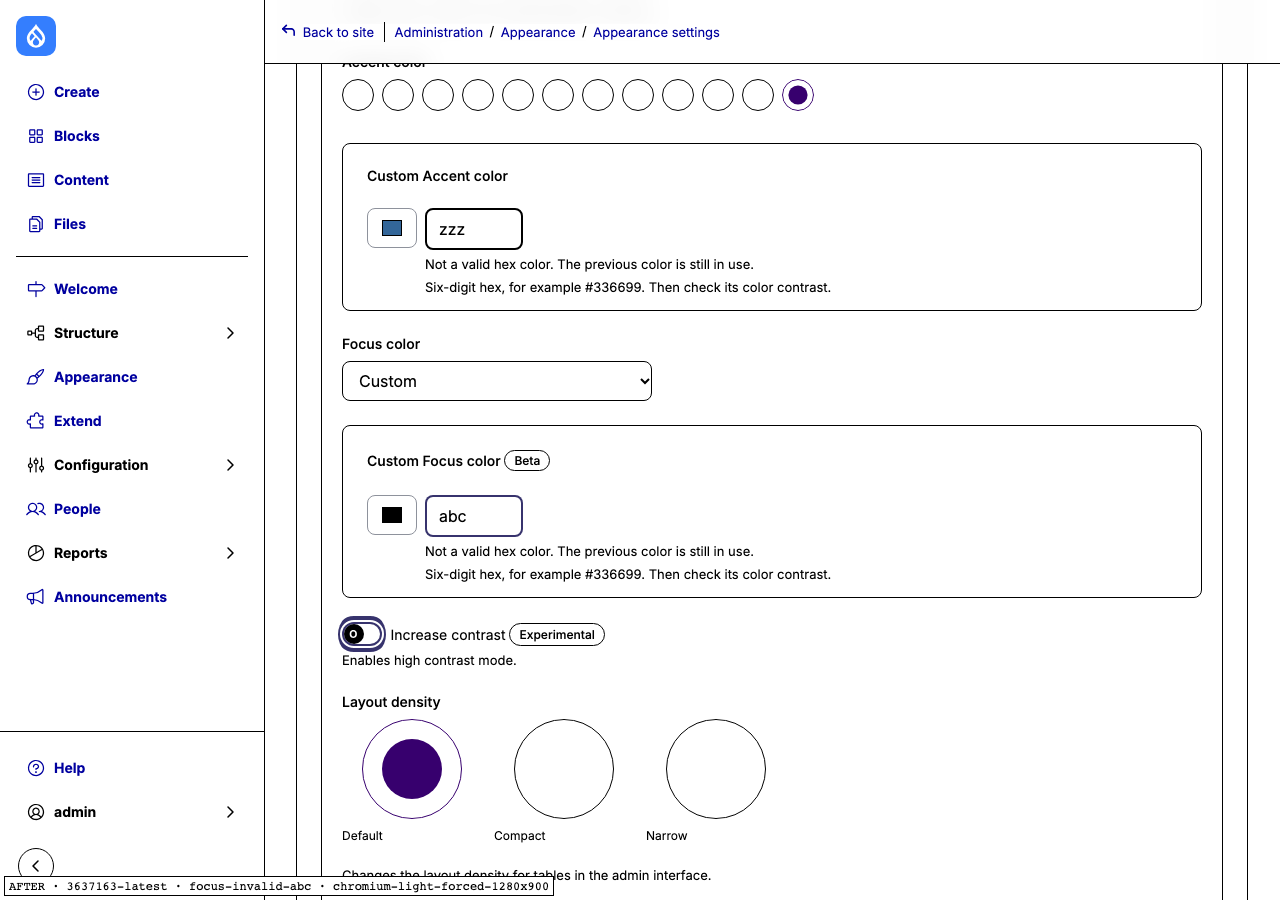 Back to site
Administration / Appearance / Appearance settings
Create
Blocks
Content
Files
Welcome
Structure
Appearance
Extend
Configuration
People
Reports
Announcements
Help
admin
Accent color
Custom Accent color
zzz
Not a valid hex color. The previous color is still in use.
Six-digit hex, for example #336699. Then check its color contrast.
Focus color
Custom
Custom Focus color Beta
abc
Not a valid hex color. The previous color is still in use.
Six-digit hex, for example #336699. Then check its color contrast.
Increase contrast Experimental
Enables high contrast mode.
Layout density
Default
Compact
Narrow
Changes the layout density for tables in the admin interface.
AFTER · 3637163-latest · focus-invalid-abc · chromium-light-forced-1280x900